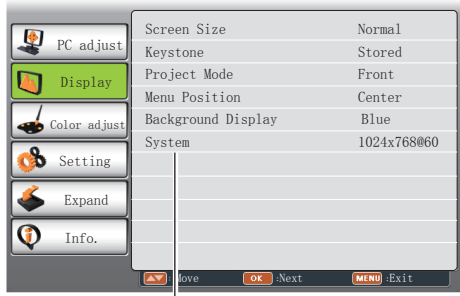 PC adjust
Display
Color adjust
Setting
Expand
Info.
Screen Size Normal
Keystone Stored
Project Mode Front
Menu Position Center
Background Display Blue
System 1024x768@60
:Move OK :Next MENU :Exit